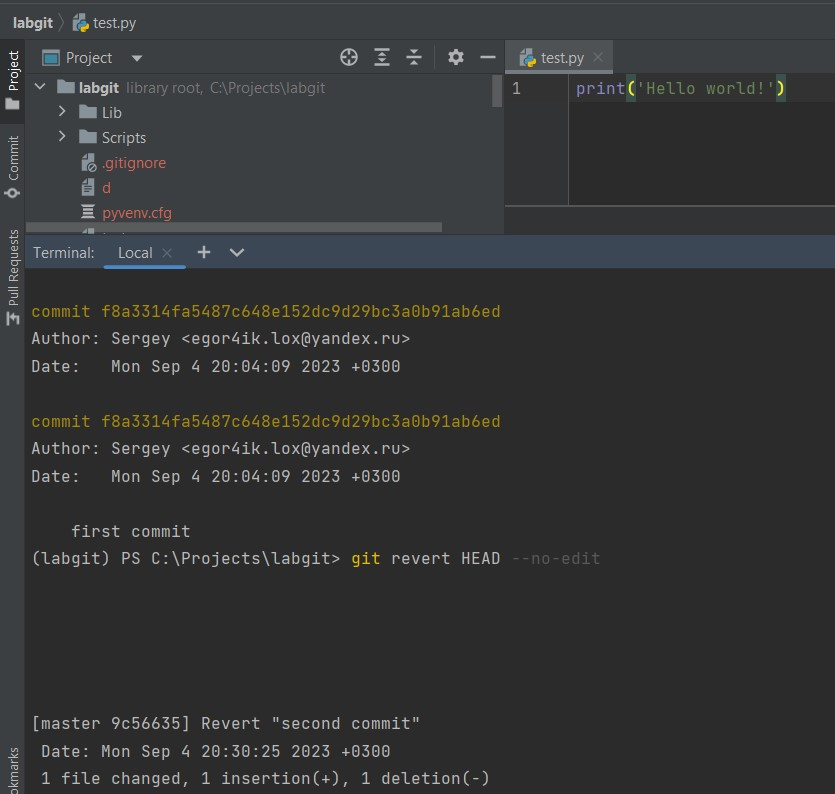 labgit
test.py
Project
test.py
Project
labgit library root, C:\Projects\labgit
1 print('Hello world!')
Lib
Scripts
Commit
.gitignore
d
pyvenv.cfg
Pull Requests
Terminal: Local
commit f8a3314fa5487c648e152dc9d29bc3a0b91ab6ed
Author: Sergey <egor4ik.lox@yandex.ru>
Date: Mon Sep 4 20:04:09 2023 +0300
commit f8a3314fa5487c648e152dc9d29bc3a0b91ab6ed
Author: Sergey <egor4ik.lox@yandex.ru>
Date: Mon Sep 4 20:04:09 2023 +0300
first commit
(labgit) PS C:\Projects\labgit> git revert HEAD --no-edit
[master 9c56635] Revert "second commit"
Date: Mon Sep 4 20:30:25 2023 +0300
1 file changed, 1 insertion(+), 1 deletion(-)
okmarks